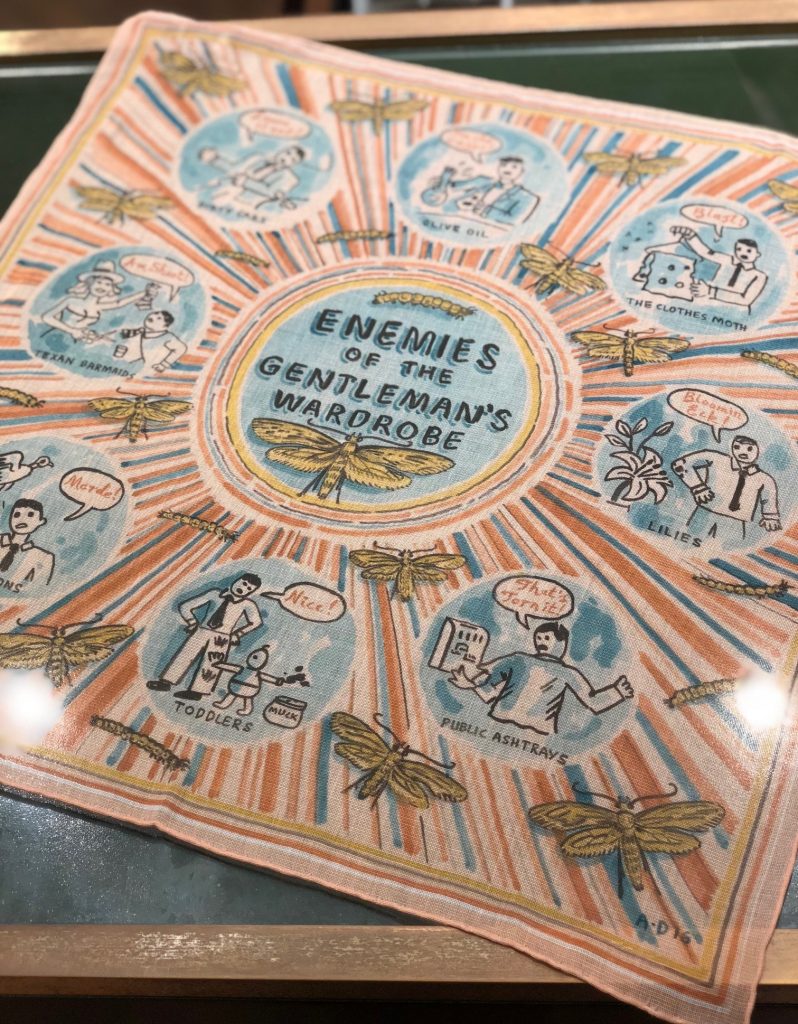 ENEMIES
OF THE
GENTLEMAN'S
WARDROBE
OLIVE OIL
Blast!
THE CLOTHES MOTH
Bloomin
Eck!
LILIES
That's
Torn it!
PUBLIC ASHTRAYS
Nice!
MUCK
TODDLERS
Merde!
Aw Shoot!
TEXAN BARMAIDS
A·D 16